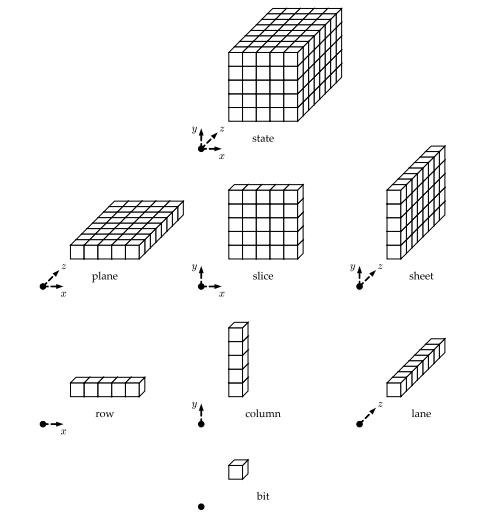 y z
x
state
z
x
plane
y
x
slice
y z
sheet
x
row
y
column
z
lane
bit